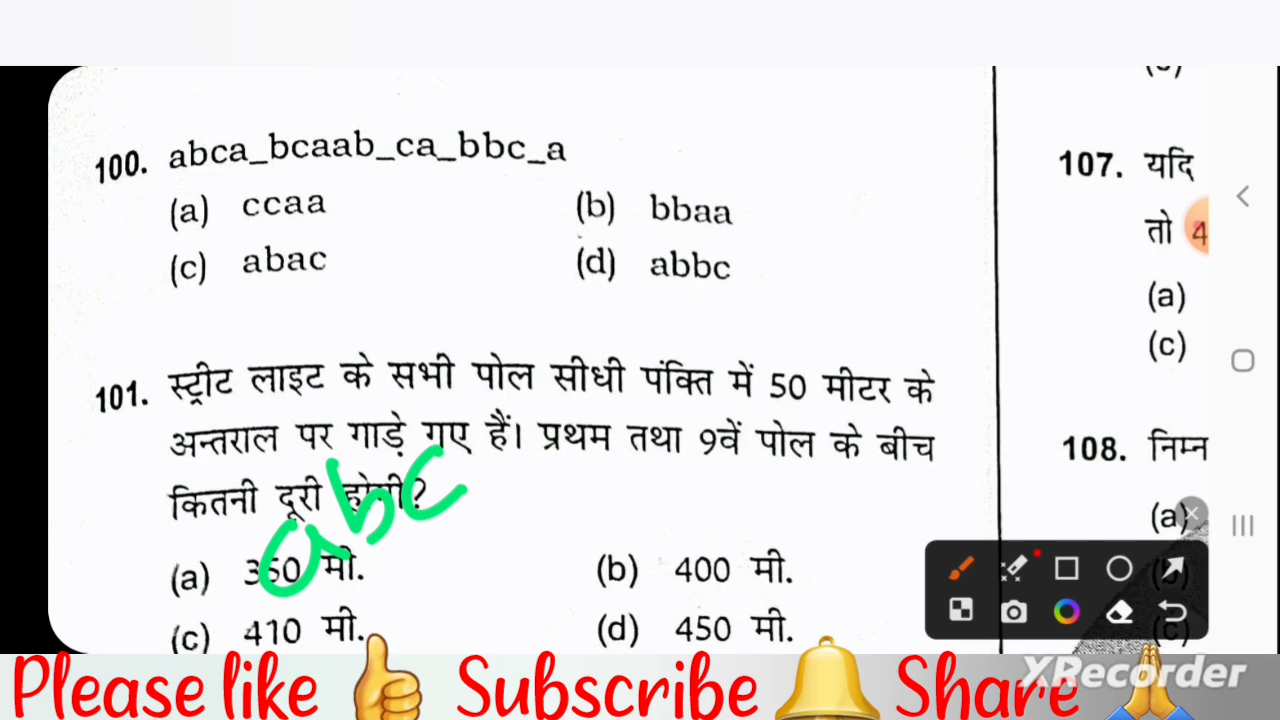 100. abca_bcaab_ca_bbc_a
(a) ccaa (b) bbaa
(c) abac (d) abbc
101. स्ट्रीट लाइट के सभी पोल सीधी पंक्ति में 50 मीटर के
अन्तराल पर गाड़े गए हैं। प्रथम तथा 9वें पोल के बीच
कितनी दूरी होगी?
abc
(a) 350 मी. (b) 400 मी.
(c) 410 मी. (d) 450 मी.
107. यदि
तो 4
(a)
(c)
108. निम्न
(a)
(b)
(c)
XRecorder
Please like Subscribe Share